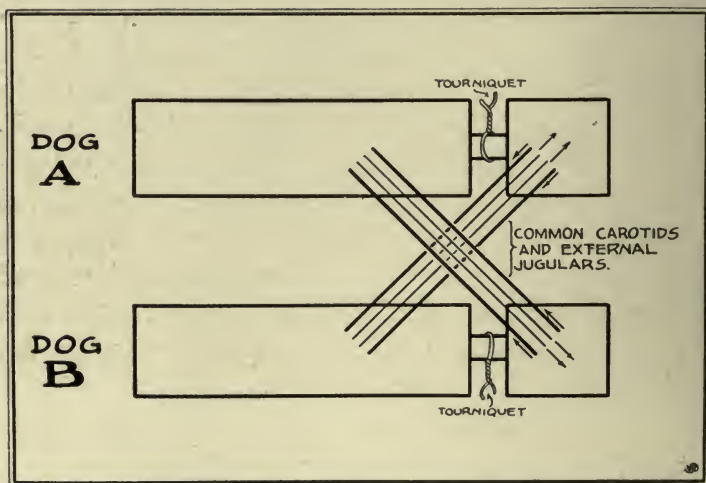 TOURNIQUET
DOG
A
COMMON CAROTIDS
AND EXTERNAL
JUGULARS.
DOG
B
TOURNIQUET